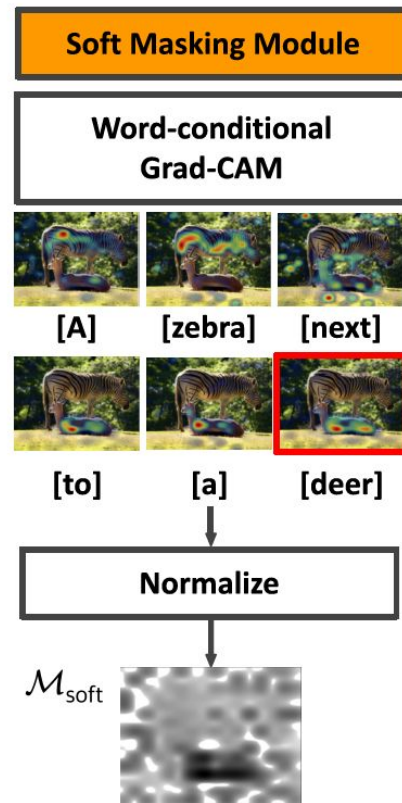 Soft Masking Module
Word-conditional
Grad-CAM
[A] [zebra] [next]
[to] [a] [deer]
Normalize
ℳsoft